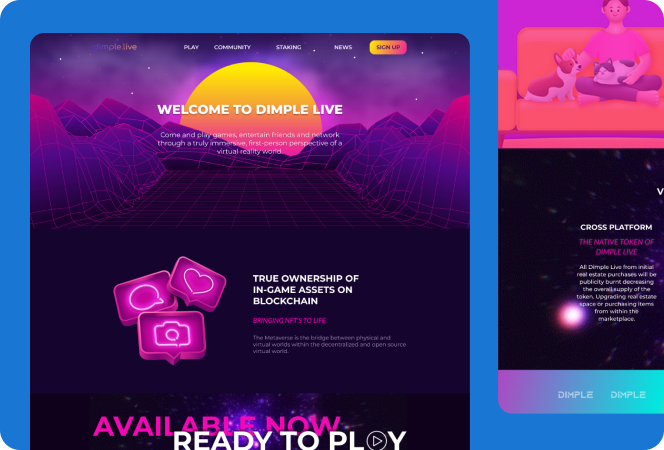 dimple.live
PLAY
COMMUNITY
STAKING
NEWS
SIGN UP
WELCOME TO DIMPLE LIVE
Come and play games, entertain friends and network
through a truly immersive, first-person perspective of a
virtual reality world.
TRUE OWNERSHIP OF
IN-GAME ASSETS ON
BLOCKCHAIN
BRINGING NFT'S TO LIFE
The Metaverse is the bridge between physical and
virtual worlds within the decentralized and open source
virtual world.
AVAILABLE NOW
READY TO PLAY
V
CROSS PLATFORM
THE NATIVE TOKEN OF
DIMPLE LIVE
All Dimple Live from initial
real estate purchases will be
publicity burnt decreasing
the overall supply of the
token. Upgrading real estate
space or purchasing items
from within the
marketplace.
DIMPLE
DIMPLE